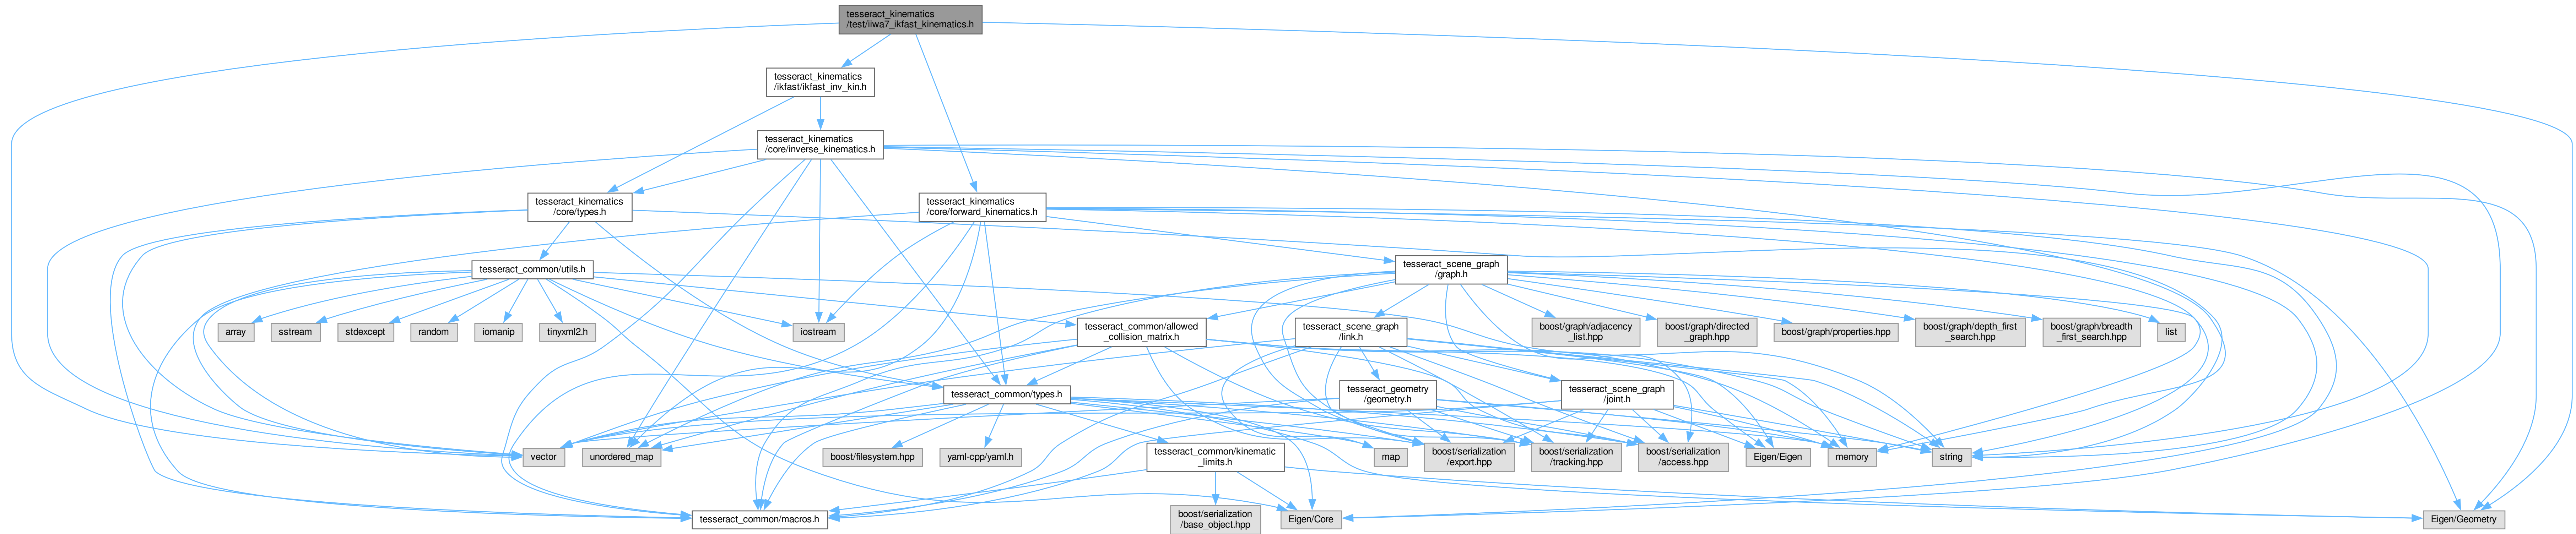 tesseract_kinematics
/test/iiwa7_ikfast_kinematics.h
tesseract_kinematics
/ikfast/ikfast_inv_kin.h
tesseract_kinematics
/core/inverse_kinematics.h
tesseract_kinematics
/core/types.h
tesseract_kinematics
/core/forward_kinematics.h
tesseract_common/utils.h
tesseract_scene_graph
/graph.h
array
sstream
stdexcept
random
iomanip
tinyxml2.h
iostream
tesseract_common/allowed
_collision_matrix.h
tesseract_scene_graph
/link.h
boost/graph/adjacency
_list.hpp
boost/graph/directed
_graph.hpp
boost/graph/properties.hpp
boost/graph/depth_first
_search.hpp
boost/graph/breadth
_first_search.hpp
list
tesseract_common/types.h
tesseract_geometry
/geometry.h
tesseract_scene_graph
/joint.h
vector
unordered_map
boost/filesystem.hpp
yaml-cpp/yaml.h
tesseract_common/kinematic
_limits.h
map
boost/serialization
/export.hpp
boost/serialization
/tracking.hpp
boost/serialization
/access.hpp
Eigen/Eigen
memory
string
tesseract_common/macros.h
boost/serialization
/base_object.hpp
Eigen/Core
Eigen/Geometry